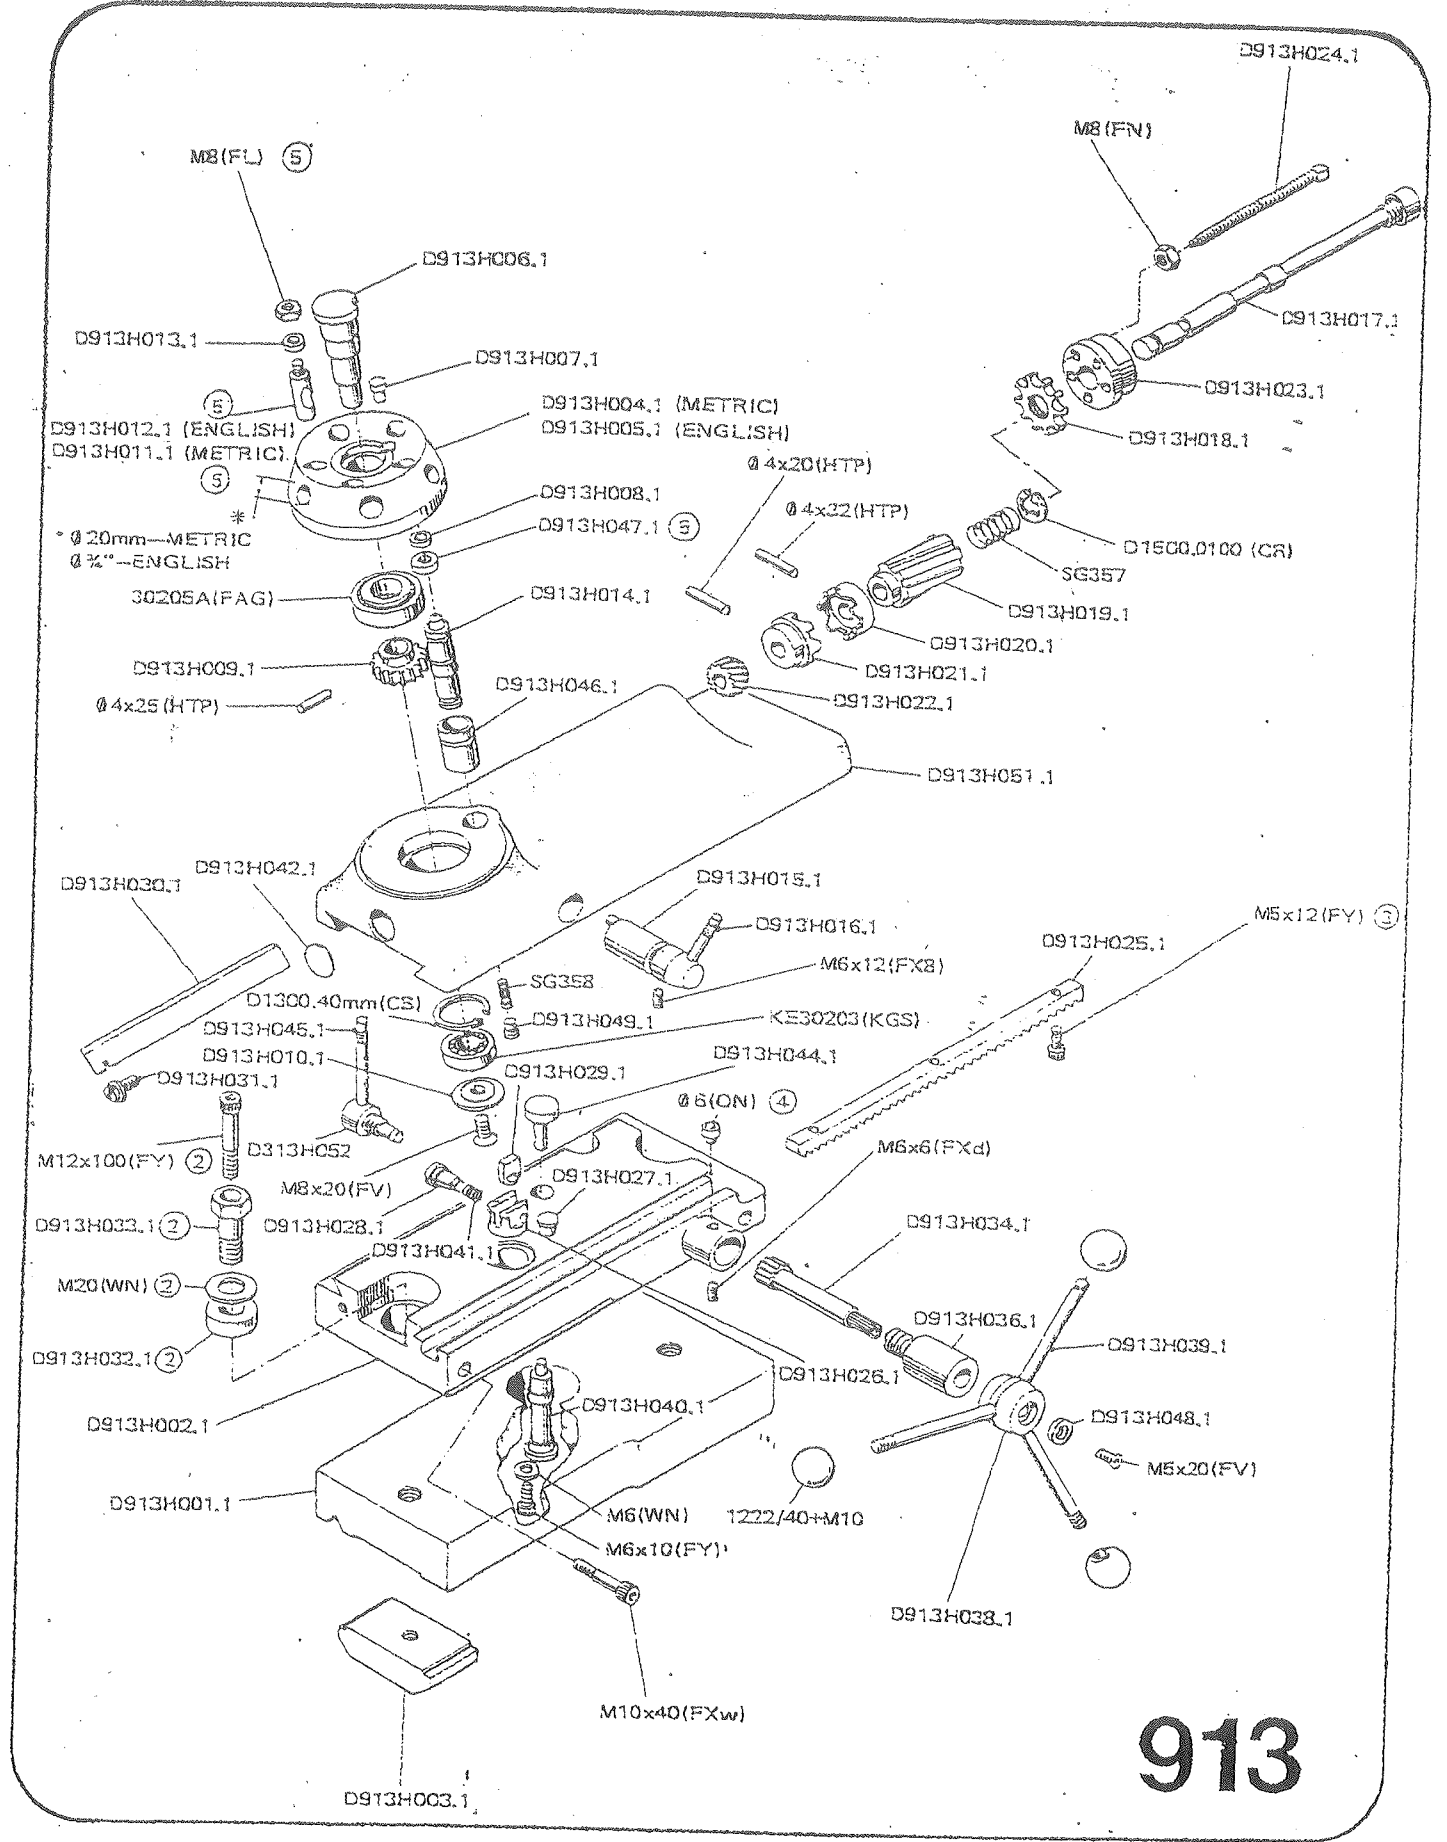 D913H024.1
M8(FN)
M8(FL) 5
D913H006.1
D913H017.1
D913H013.1
D913H007.1
D913H023.1
5
D913H004.1 (METRIC)
D913H005.1 (ENGLISH)
D913H012.1 (ENGLISH)
D913H011.1 (METRIC)
5
D913H018.1
Ø4x20(HTP)
D913H008.1
Ø4x22(HTP)
*
D913H047.1 5
* Ø20mm—METRIC
Ø¾"—ENGLISH
D1500.0100 (CR)
SG357
30205A(FAG)
D913H014.1
D913H019.1
D913H020.1
D913H009.1
D913H021.1
D913H046.1
Ø4x25(HTP)
D913H022.1
D913H051.1
D913H042.1
D913H030.1
D913H015.1
M5x12(FY) 3
D913H016.1
D913H025.1
M6x12(FX8)
SG358
D1300.40mm(CS)
D913H049.1
KE30203(KGS)
D913H045.1
D913H010.1
D913H044.1
D913H029.1
D913H031.1
Ø6(ON) 4
M6x6(FXd)
D313H052
M12x100(FY) 2
M8x20(FV)
D913H027.1
D913H033.1 2
D913H028.1
D913H034.1
D913H041.1
M20(WN) 2
D913H036.1
D913H039.1
D913H032.1 2
D913H026.1
D913H040.1
D913H048.1
D913H002.1
M5x20(FV)
D913H001.1
M6(WN)
1222/40+M10
M6x10(FY)
D913H038.1
M10x40(FXw)
913
D913H003.1